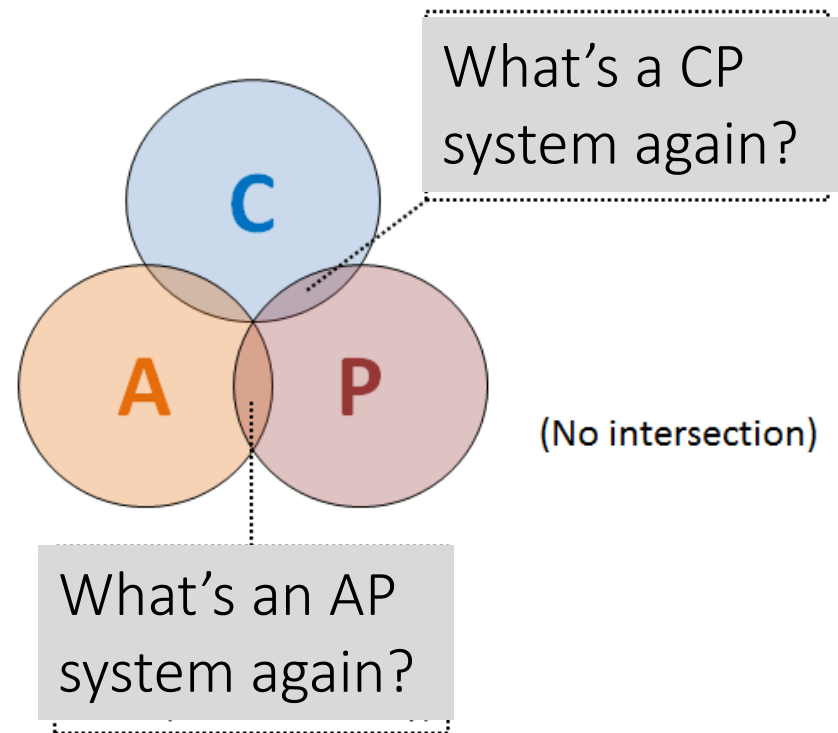 What’s a CP
system again?
C
A
P
(No intersection)
What’s an AP
system again?